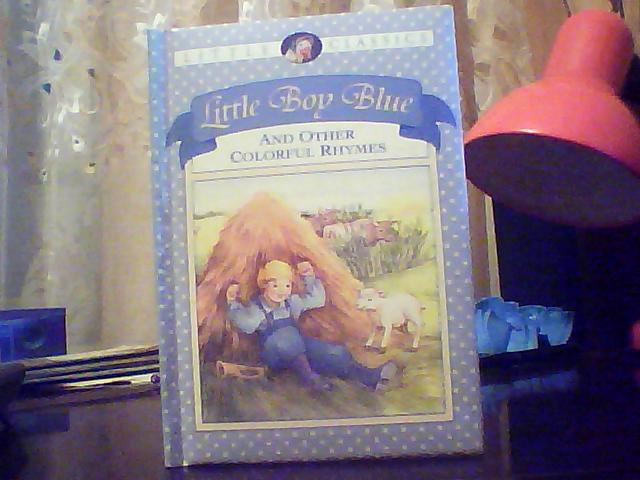 LITTLE CLASSICS
Little Boy Blue
AND OTHER
COLORFUL RHYMES